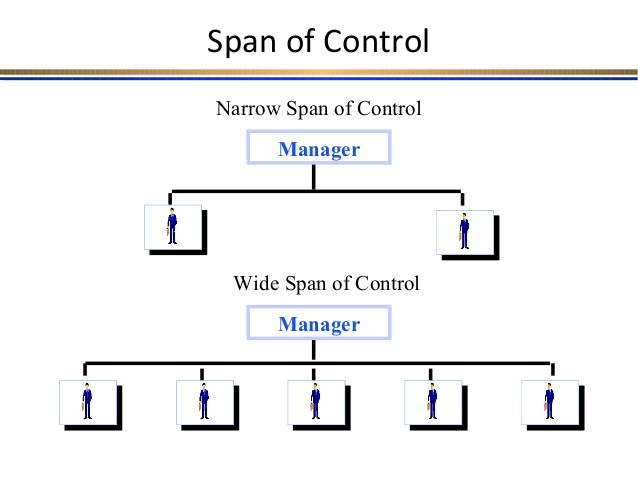 Span of Control
Narrow Span of Control
Manager
Wide Span of Control
Manager